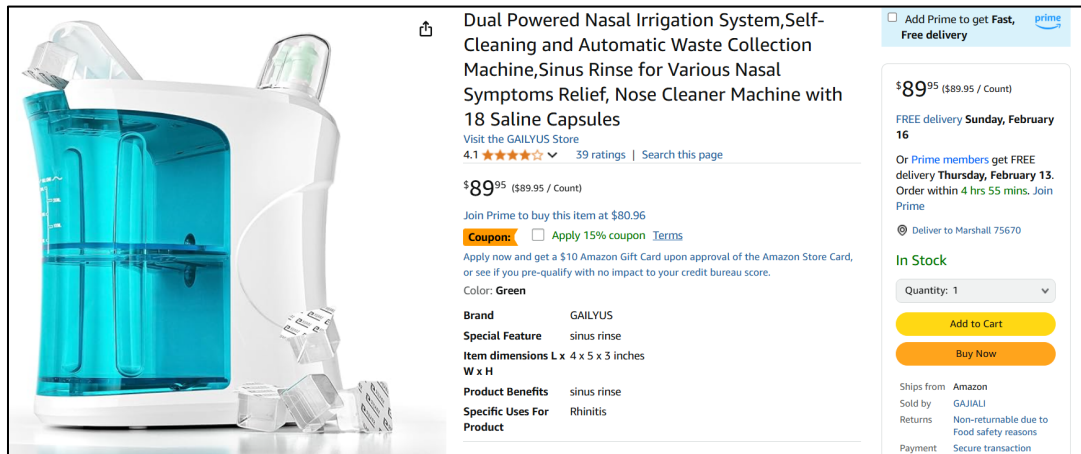 Dual Powered Nasal Irrigation System,Self-
Cleaning and Automatic Waste Collection
Machine,Sinus Rinse for Various Nasal
Symptoms Relief, Nose Cleaner Machine with
18 Saline Capsules
Visit the GAILYUS Store
4.1 39 ratings | Search this page
$8995 ($89.95 / Count)
Join Prime to buy this item at $80.96
Coupon: Apply 15% coupon Terms
Apply now and get a $10 Amazon Gift Card upon approval of the Amazon Store Card,
or see if you pre-qualify with no impact to your credit bureau score.
Color: Green
Brand GAILYUS
Special Feature sinus rinse
Item dimensions L x 4 x 5 x 3 inches
W x H
Product Benefits sinus rinse
Specific Uses For Rhinitis
Product
Add Prime to get Fast, prime
Free delivery
$8995 ($89.95 / Count)
FREE delivery Sunday, February
16
Or Prime members get FREE
delivery Thursday, February 13.
Order within 4 hrs 55 mins. Join
Prime
Deliver to Marshall 75670
In Stock
Quantity: 1
Add to Cart
Buy Now
Ships from Amazon
Sold by GAJIALI
Returns Non-returnable due to
Food safety reasons
Payment Secure transaction